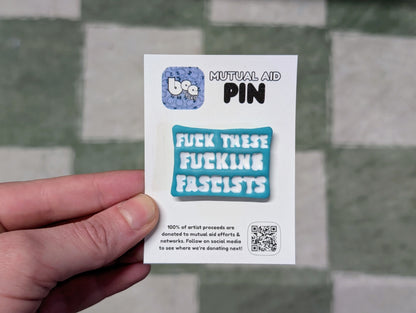 boa
MUTUAL AID
PIN
FUCK THESE
FUCKING
FASCISTS
100% of artist proceeds are
donated to mutual aid efforts &
networks. Follow on social media
to see where we're donating next!